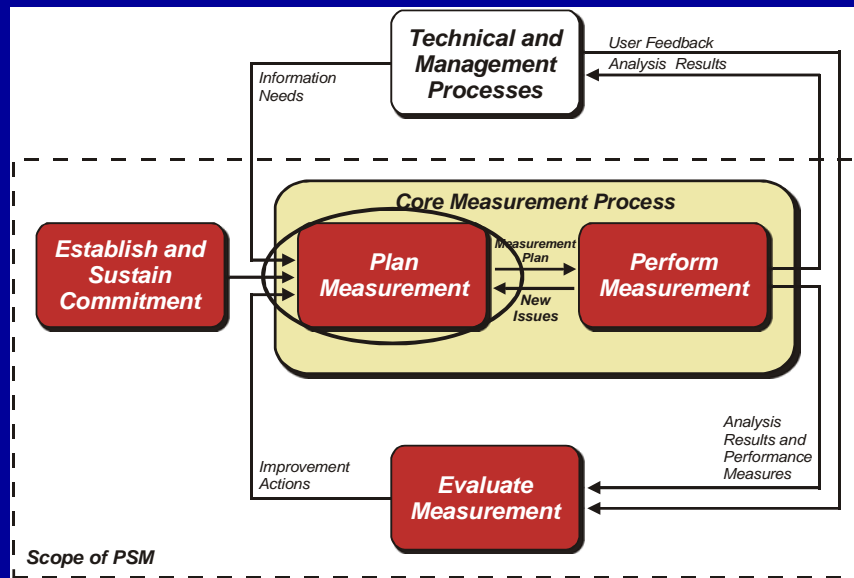 Technical and
Management
Processes
User Feedback
Analysis Results
Information
Needs
Core Measurement Process
Establish and
Sustain
Commitment
Plan
Measurement
Measurement
Plan
New
Issues
Perform
Measurement
Improvement
Actions
Evaluate
Measurement
Analysis
Results and
Performance
Measures
Scope of PSM